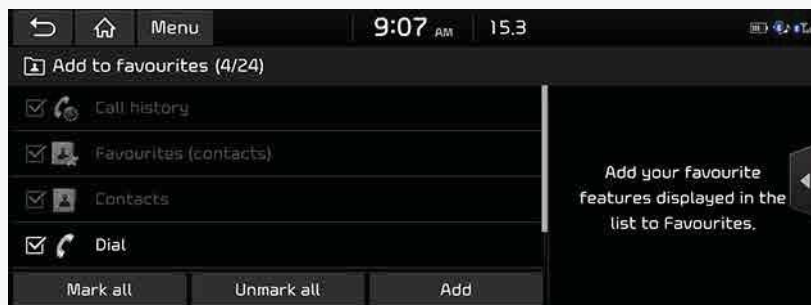 Menu 9:07 AM 15.3
Add to favourites (4/24)
Call history
Favourites (contacts)
Contacts
Dial
Add your favourite
features displayed in the
list to Favourites.
Mark all Unmark all Add